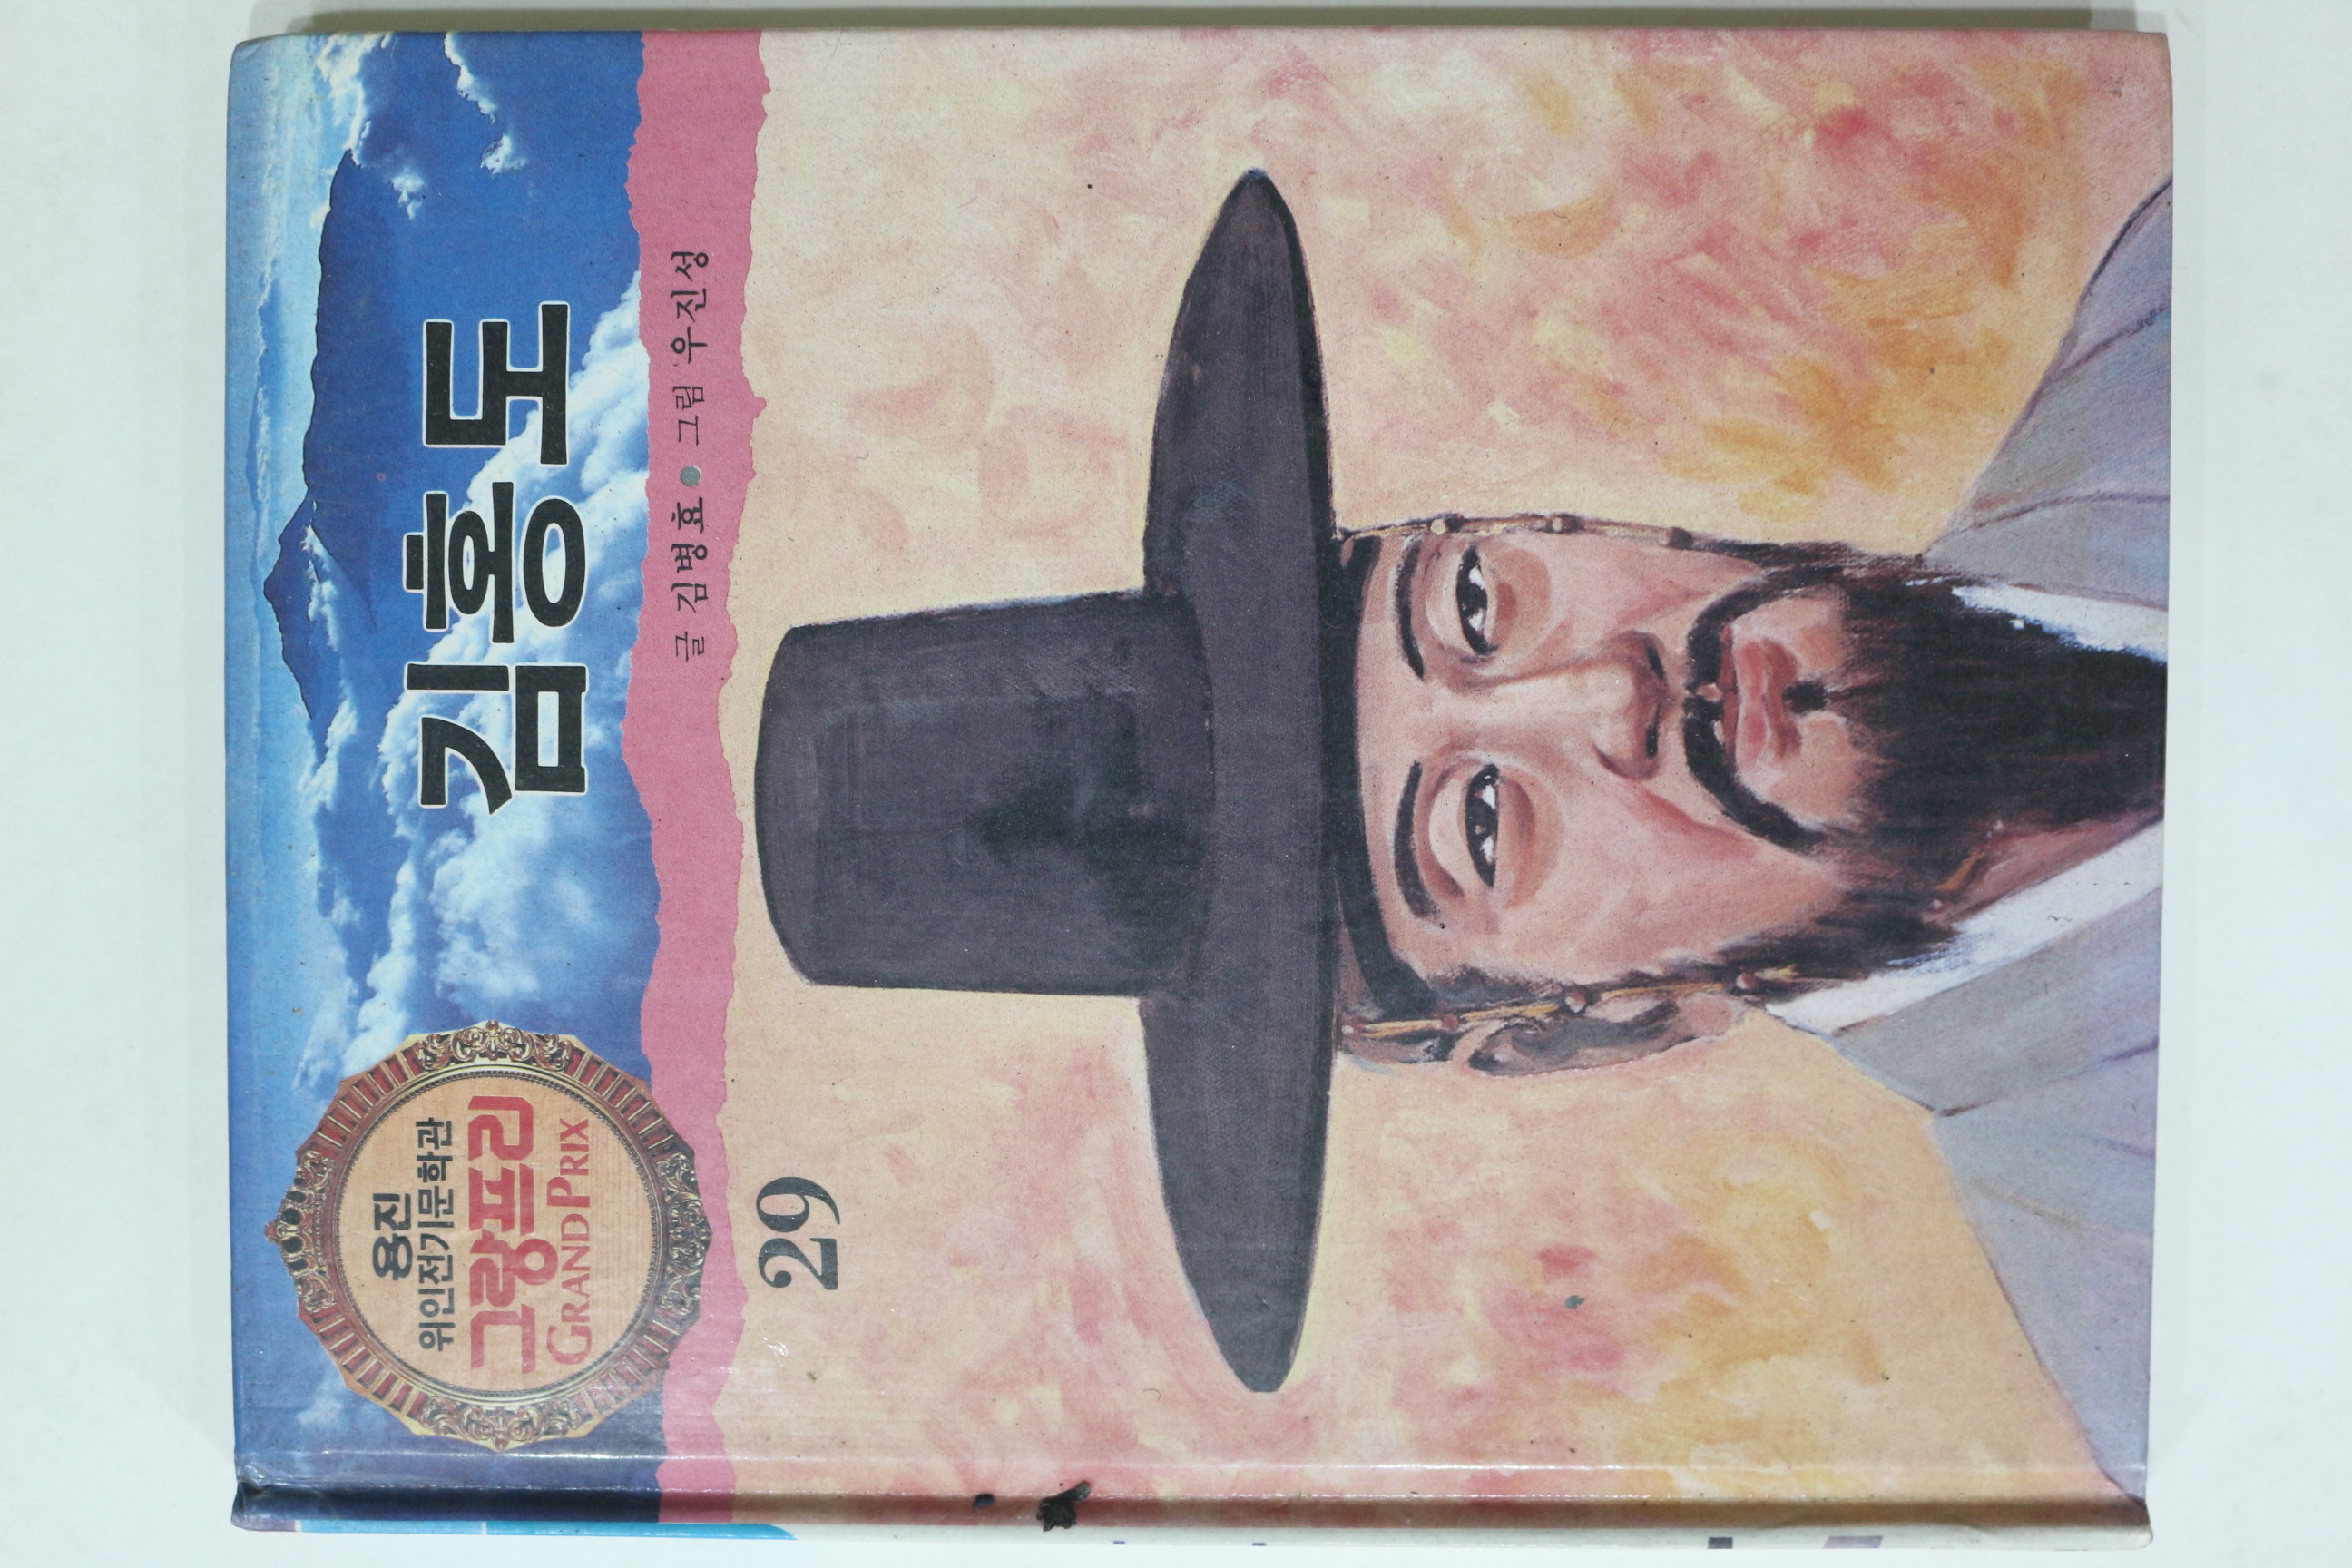 용진
위인전기문학관
그랑프리
GRAND PRIX
김홍도
글 김병효 ● 그림 우진성
29